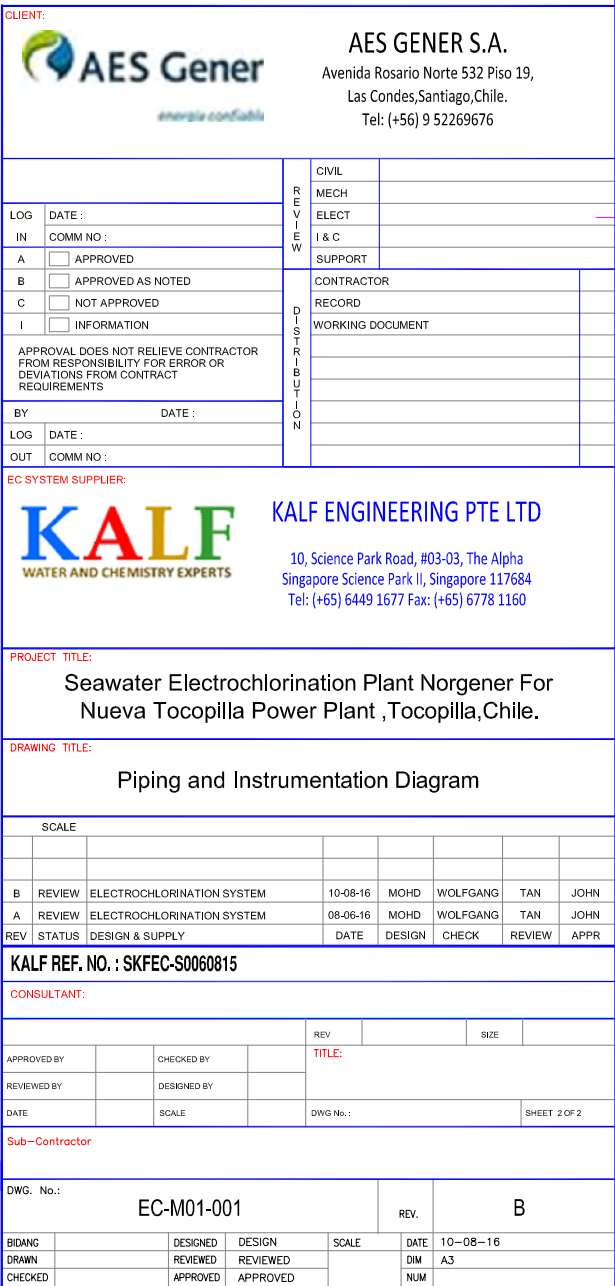 CLIENT:
AES Gener
energía confiable
AES GENER S.A.
Avenida Rosario Norte 532 Piso 19,
Las Condes,Santiago,Chile.
Tel: (+56) 9 52269676
REVIEW
CIVIL
MECH
ELECT
I & C
SUPPORT
LOG DATE :
IN COMM NO :
A APPROVED
B APPROVED AS NOTED
C NOT APPROVED
I INFORMATION
APPROVAL DOES NOT RELIEVE CONTRACTOR
FROM RESPONSIBILITY FOR ERROR OR
DEVIATIONS FROM CONTRACT
REQUIREMENTS
BY DATE :
LOG DATE :
OUT COMM NO :
DISTRIBUTION
CONTRACTOR
RECORD
WORKING DOCUMENT
EC SYSTEM SUPPLIER:
KALF
WATER AND CHEMISTRY EXPERTS
KALF ENGINEERING PTE LTD
10, Science Park Road, #03-03, The Alpha
Singapore Science Park II, Singapore 117684
Tel: (+65) 6449 1677 Fax: (+65) 6778 1160
PROJECT TITLE:
Seawater Electrochlorination Plant Norgener For
Nueva Tocopilla Power Plant ,Tocopilla,Chile.
DRAWING TITLE:
Piping and Instrumentation Diagram
SCALE
B REVIEW ELECTROCHLORINATION SYSTEM 10-08-16 MOHD WOLFGANG TAN JOHN
A REVIEW ELECTROCHLORINATION SYSTEM 08-06-16 MOHD WOLFGANG TAN JOHN
REV STATUS DESIGN & SUPPLY DATE DESIGN CHECK REVIEW APPR
KALF REF. NO. : SKFEC-S0060815
CONSULTANT:
REV SIZE
APPROVED BY CHECKED BY TITLE:
REVIEWED BY DESIGNED BY
DATE SCALE DWG No.: SHEET 2 OF 2
Sub-Contractor
DWG. No.:
EC-M01-001 REV. B
BIDANG DESIGNED DESIGN SCALE DATE 10-08-16
DRAWN REVIEWED REVIEWED DIM A3
CHECKED APPROVED APPROVED NUM